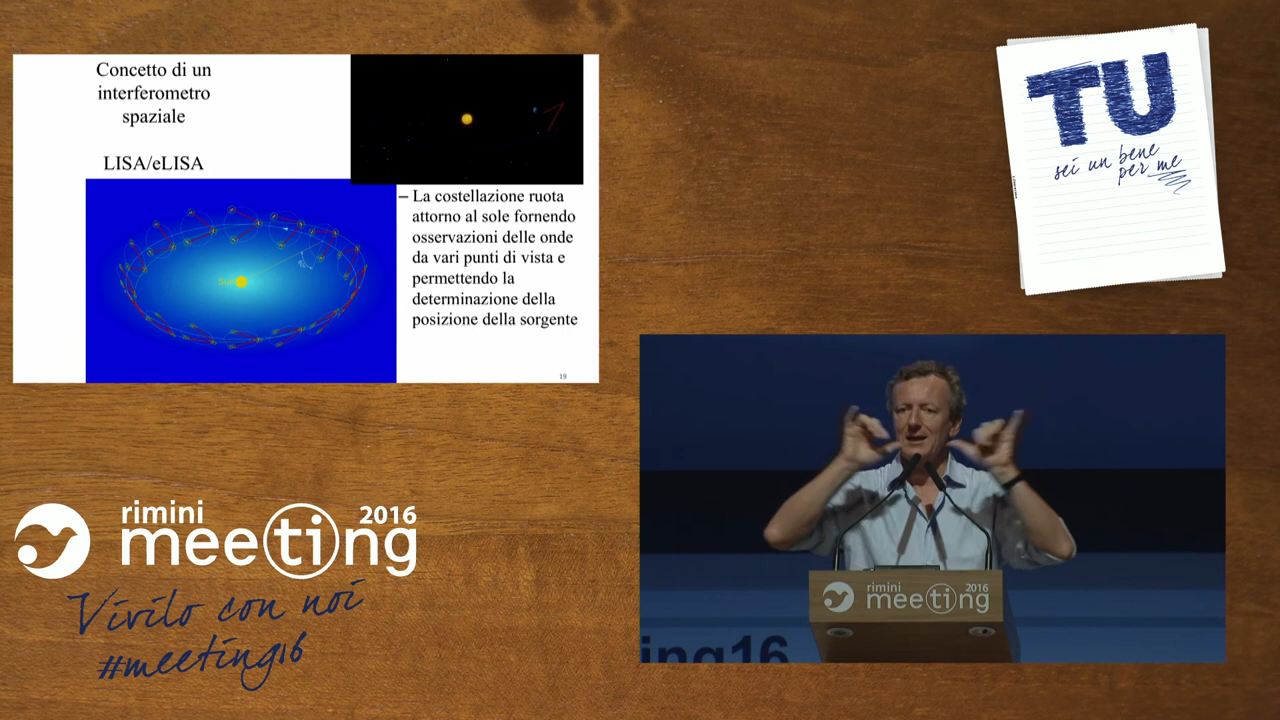 Concetto di un
interferometro
spaziale
LISA/eLISA
Sun
– La costellazione ruota
attorno al sole fornendo
osservazioni delle onde
da vari punti di vista e
permettendo la
determinazione della
posizione della sorgente
19
TU
sei un bene
per me
rimini
meeting
2016
Vivilo con noi
#meeting16
rimini
meeting
2016
ing16